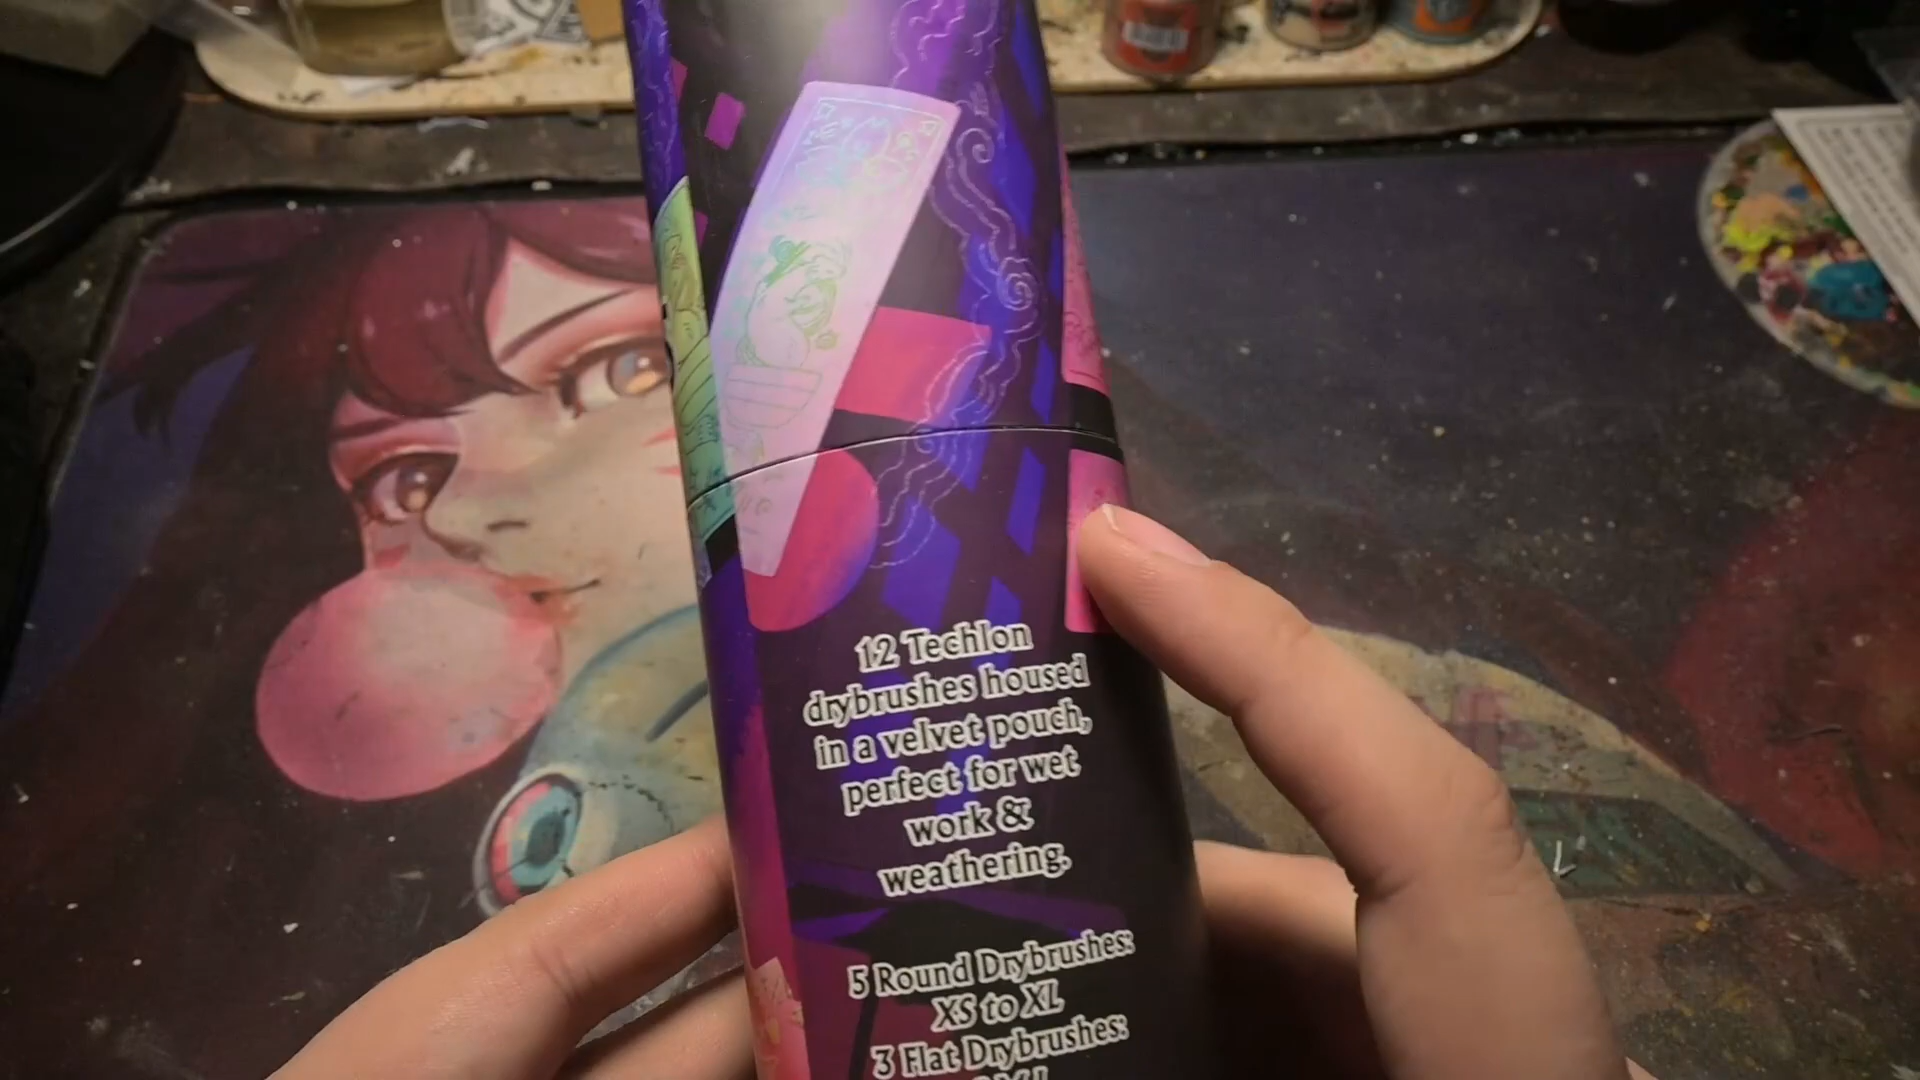 12 Techlon
drybrushes housed
in a velvet pouch,
perfect for wet
work &
weathering.
5 Round Drybrushes:
XS to XL
3 Flat Drybrushes: